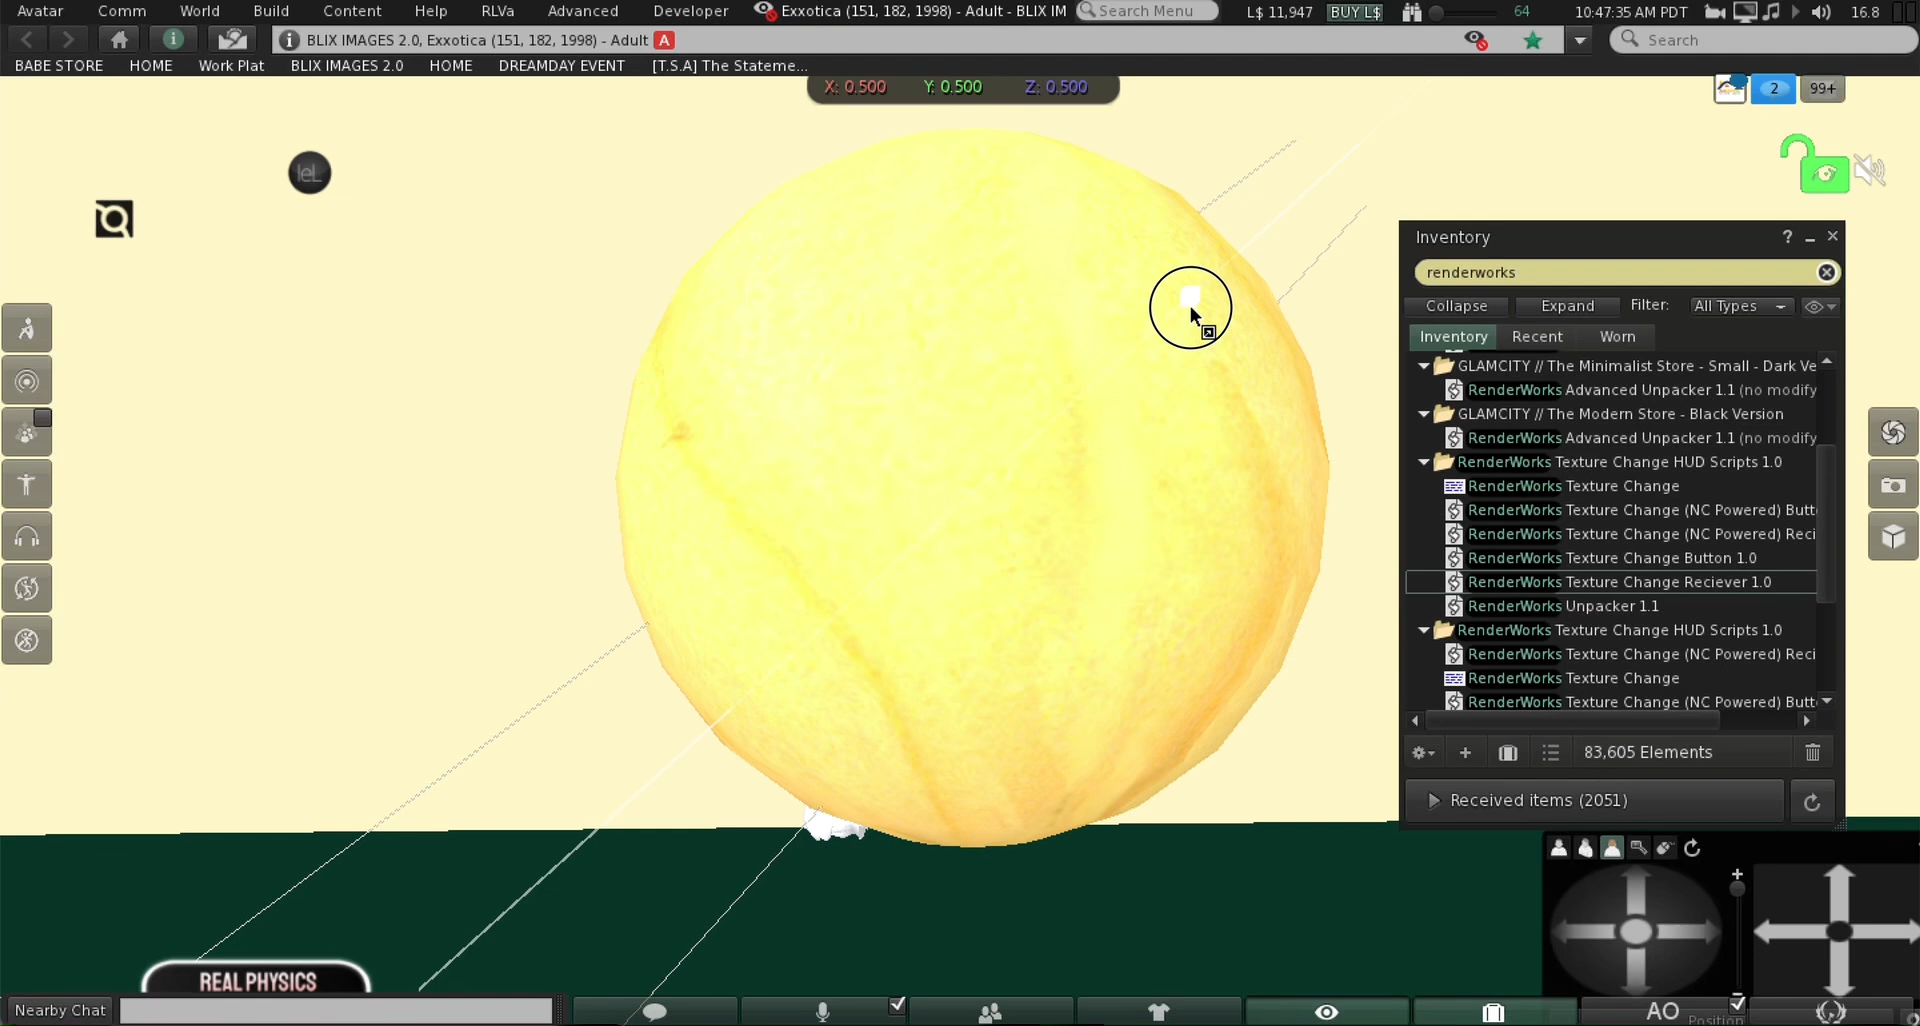 Avatar Comm World Build Content Help RLVa Advanced Developer Exxotica (151, 182, 1998) - Adult - BLIX IM Search Menu L$ 11,947 BUY L$ 64 10:47:35 AM PDT 16.8
BLIX IMAGES 2.0, Exxotica (151, 182, 1998) - Adult A Search
BABE STORE HOME Work Plat BLIX IMAGES 2.0 HOME DREAMDAY EVENT [T.S.A] The Stateme...
X: 0.500 Y: 0.500 Z: 0.500
2 99+
leL
Inventory ?
renderworks
Collapse Expand Filter: All Types
Inventory Recent Worn
GLAMCITY // The Minimalist Store - Small - Dark Ve
RenderWorks Advanced Unpacker 1.1 (no modify
GLAMCITY // The Modern Store - Black Version
RenderWorks Advanced Unpacker 1.1 (no modify
RenderWorks Texture Change HUD Scripts 1.0
RenderWorks Texture Change
RenderWorks Texture Change (NC Powered) Butt
RenderWorks Texture Change (NC Powered) Reci
RenderWorks Texture Change Button 1.0
RenderWorks Texture Change Reciever 1.0
RenderWorks Unpacker 1.1
RenderWorks Texture Change HUD Scripts 1.0
RenderWorks Texture Change (NC Powered) Reci
RenderWorks Texture Change
RenderWorks Texture Change (NC Powered) Butt
83,605 Elements
Received items (2051)
REAL PHYSICS
Nearby Chat AO Position